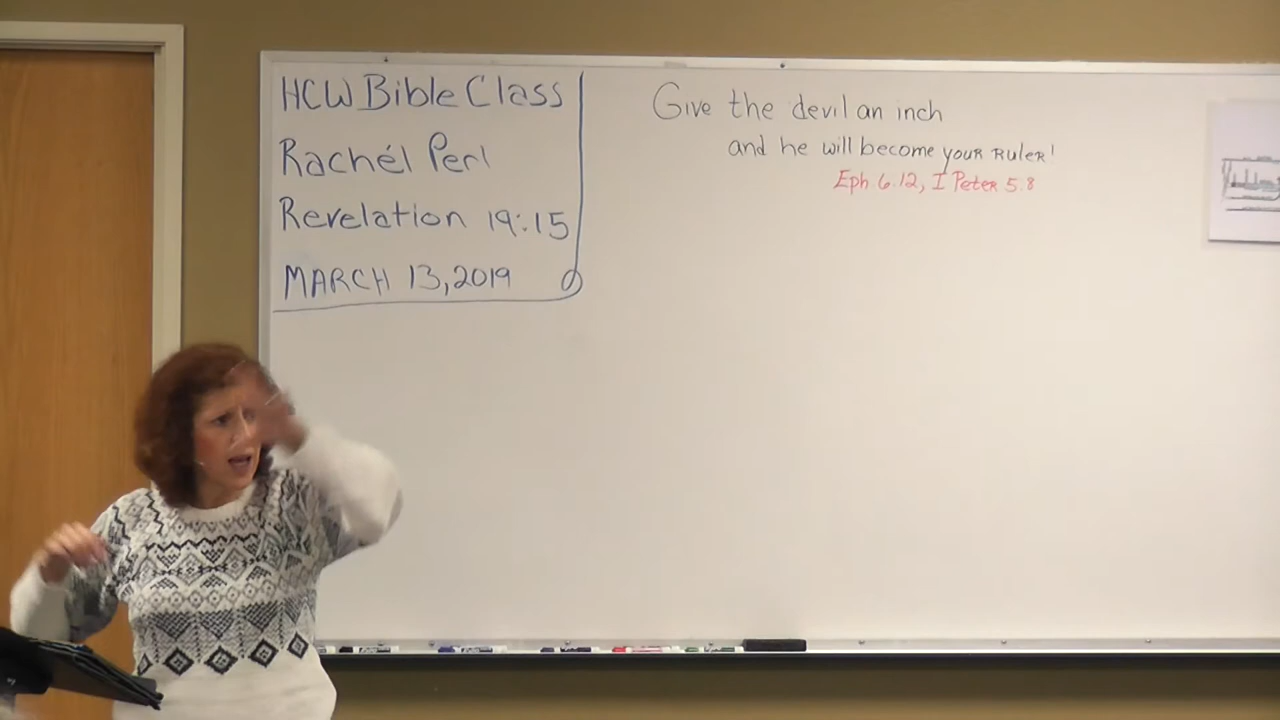 HCW Bible Class
Rachél Perl
Revelation 19:15
MARCH 13, 2019
Give the devil an inch
and he will become your RULER!
Eph 6:12, I Peter 5:8